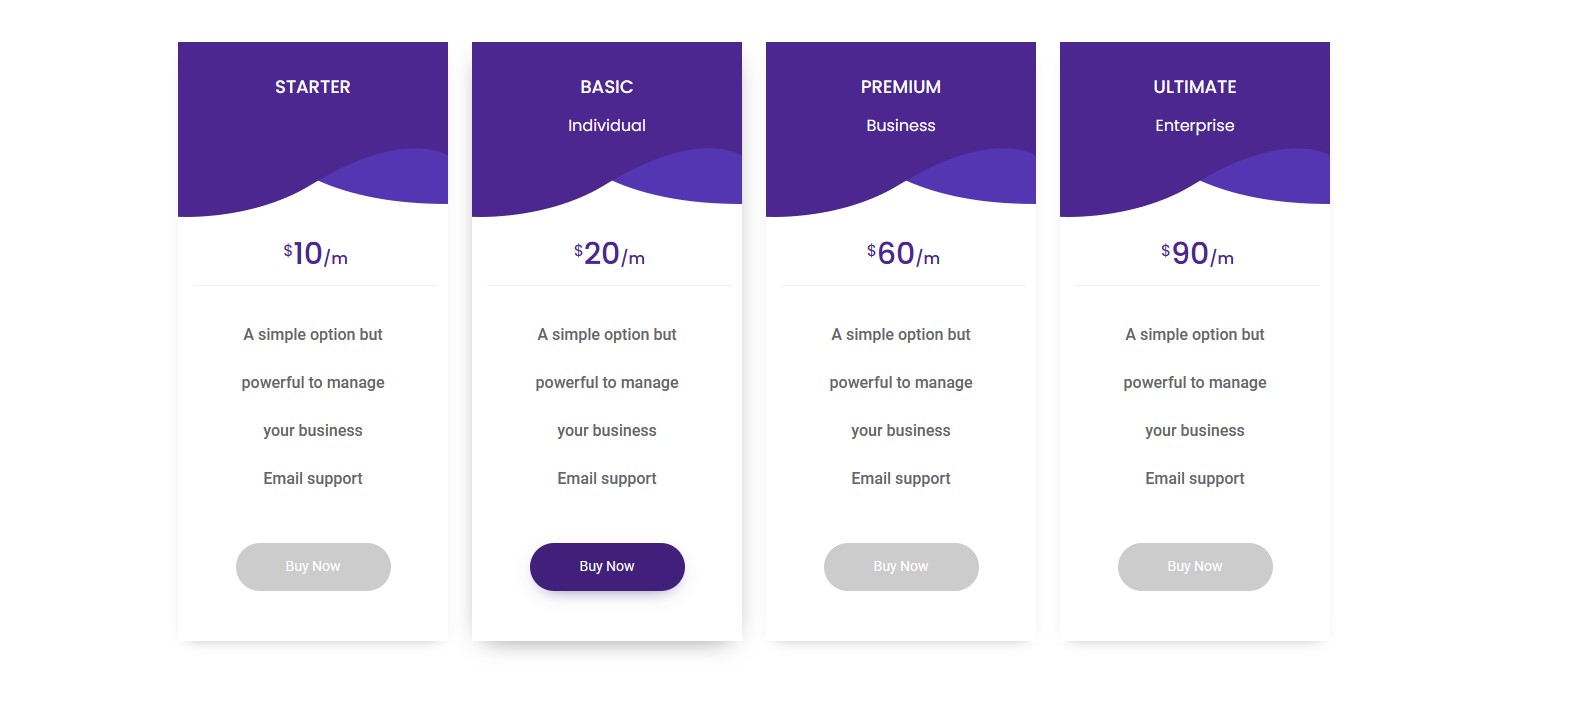 STARTER
$10/m
A simple option but
powerful to manage
your business
Email support
Buy Now
BASIC
Individual
$20/m
A simple option but
powerful to manage
your business
Email support
Buy Now
PREMIUM
Business
$60/m
A simple option but
powerful to manage
your business
Email support
Buy Now
ULTIMATE
Enterprise
$90/m
A simple option but
powerful to manage
your business
Email support
Buy Now